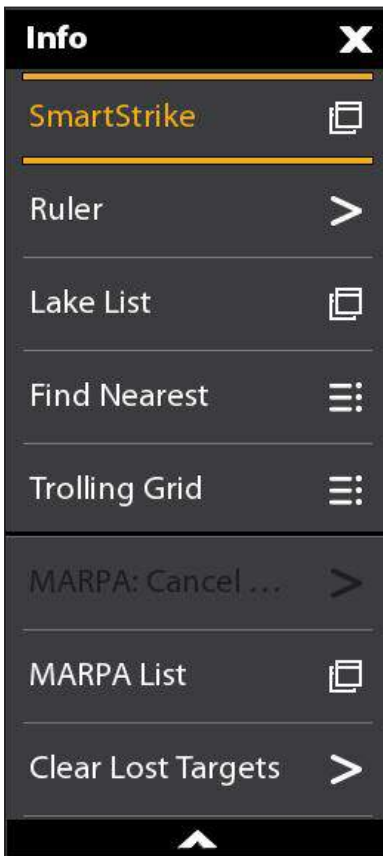 Info
SmartStrike
Ruler
Lake List
Find Nearest
Trolling Grid
MARPA: Cancel ...
MARPA List
Clear Lost Targets